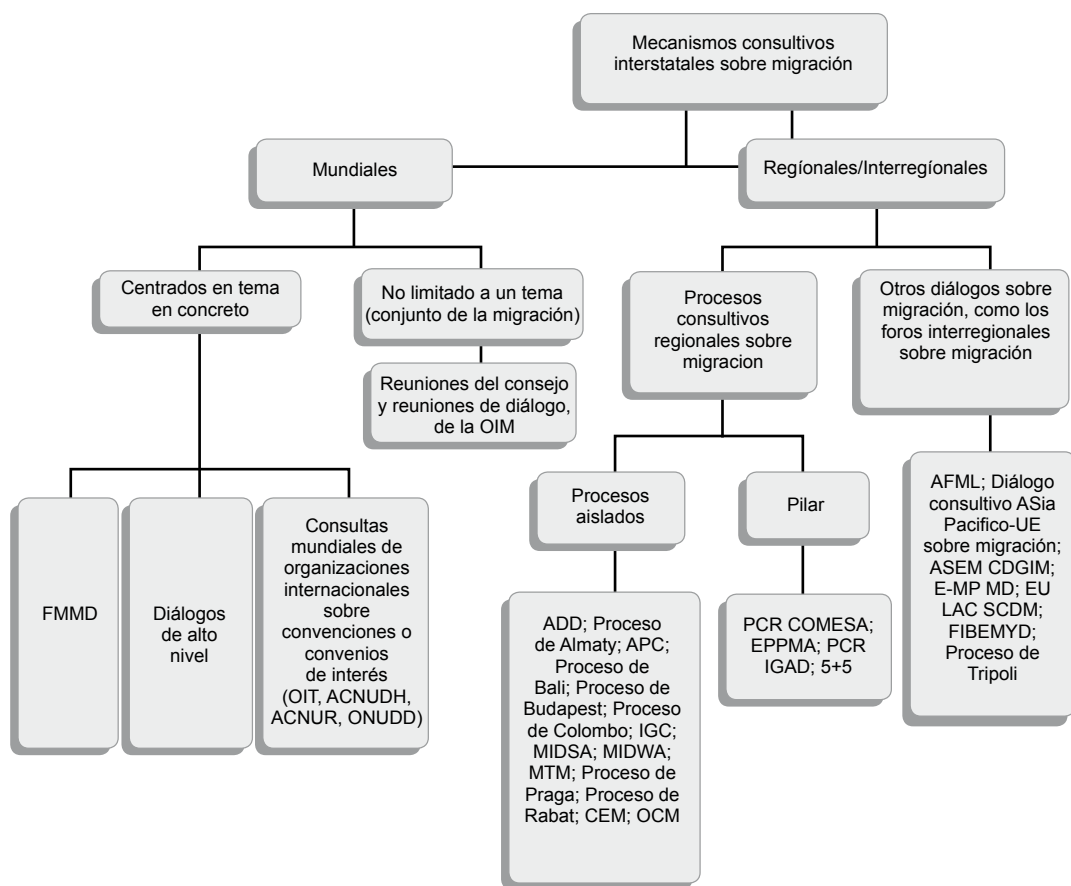 Mecanismos consultivos
interstatales sobre migración
Mundiales
Regíonales/Interregíonales
Centrados en tema
en concreto
No limitado a un tema
(conjunto de la migración)
Reuniones del consejo
y reuniones de diálogo,
de la OIM
Procesos
consultivos
regionales sobre
migracion
Otros diálogos sobre
migración, como los
foros interregionales
sobre migración
FMMD
Diálogos
de alto
nivel
Consultas
mundiales de
organizaciones
internacionales
sobre
convenciones o
convenios
de interés
(OIT, ACNUDH,
ACNUR, ONUDD)
Procesos
aislados
Pilar
ADD; Proceso
de Almaty; APC;
Proceso de
Bali; Proceso de
Budapest; Proceso
de Colombo; IGC;
MIDSA; MIDWA;
MTM; Proceso de
Praga; Proceso de
Rabat; CEM; OCM
PCR COMESA;
EPPMA; PCR
IGAD; 5+5
AFML; Diálogo
consultivo ASia
Pacifico-UE
sobre migración;
ASEM CDGIM;
E-MP MD; EU
LAC SCDM;
FIBEMYD;
Proceso de
Tripoli